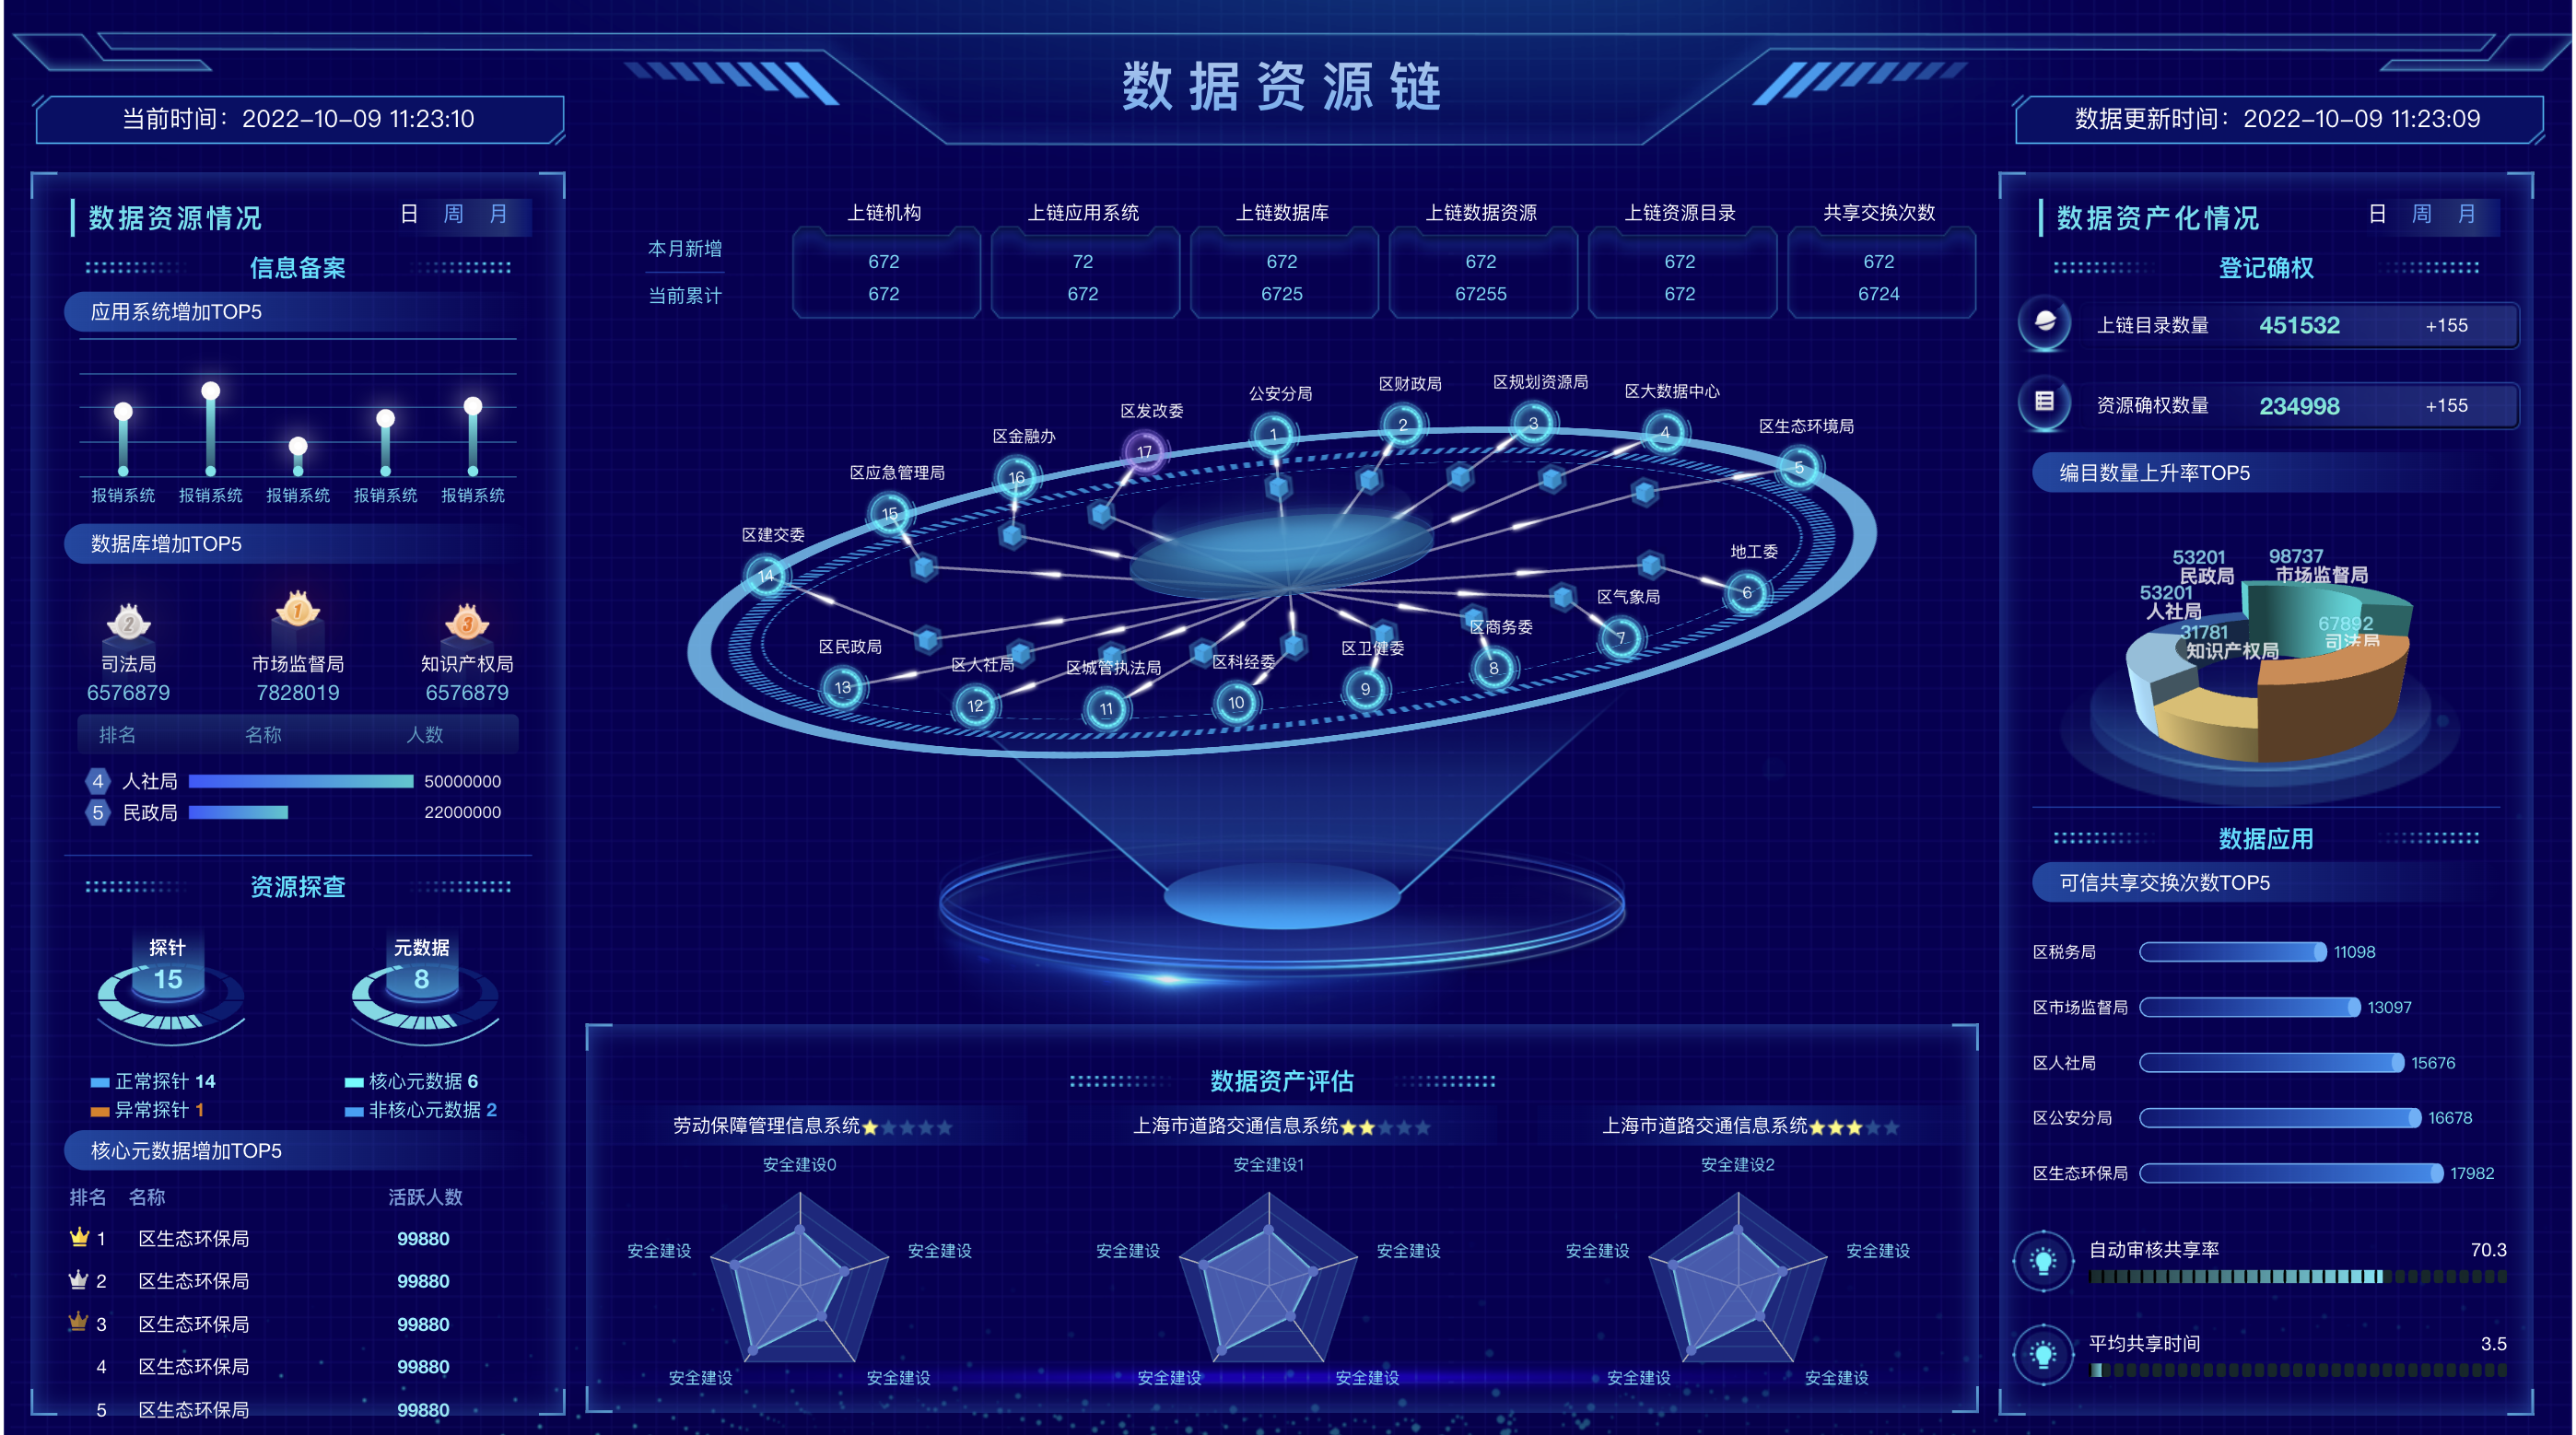 数据资源链
当前时间：2022-10-09 11:23:10
数据更新时间：2022-10-09 11:23:09
数据资源情况
日 周 月
信息备案
应用系统增加TOP5
报销系统 报销系统 报销系统 报销系统 报销系统
数据库增加TOP5
2 1 3
司法局 市场监督局 知识产权局
6576879 7828019 6576879
排名 名称 人数
4 人社局 50000000
5 民政局 22000000
资源探查
探针 元数据
15 8
正常探针 14 核心元数据 6
异常探针 1 非核心元数据 2
核心元数据增加TOP5
排名 名称 活跃人数
1 区生态环保局 99880
2 区生态环保局 99880
3 区生态环保局 99880
4 区生态环保局 99880
5 区生态环保局 99880
上链机构 上链应用系统 上链数据库 上链数据资源 上链资源目录 共享交换次数
本月新增 672 72 672 672 672 672
当前累计 672 672 6725 67255 672 6724
公安分局
1
区财政局
2
区规划资源局
3
区大数据中心
4
区生态环境局
5
地工委
6
区气象局
7
区商务委
8
区卫健委
9
区科经委
10
区城管执法局
11
区人社局
12
区民政局
13
区建交委
14
区应急管理局
15
区金融办
16
区发改委
17
数据资产评估
劳动保障管理信息系统 上海市道路交通信息系统 上海市道路交通信息系统
安全建设0 安全建设1 安全建设2
安全建设 安全建设 安全建设 安全建设 安全建设 安全建设
安全建设 安全建设 安全建设 安全建设 安全建设 安全建设
数据资产化情况
日 周 月
登记确权
上链目录数量 451532 +155
资源确权数量 234998 +155
编目数量上升率TOP5
53201
民政局
98737
市场监督局
53201
人社局
31781
知识产权局
67892
司法局
数据应用
可信共享交换次数TOP5
区税务局 11098
区市场监督局 13097
区人社局 15676
区公安分局 16678
区生态环保局 17982
自动审核共享率 70.3
平均共享时间 3.5